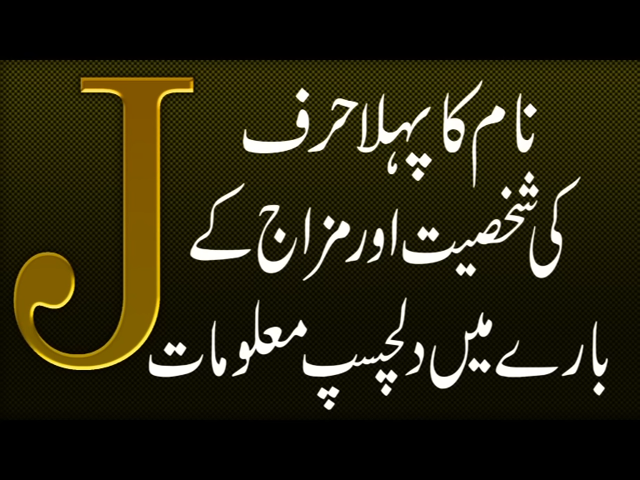 J
نام کا پہلا حرف
کی شخصیت اور مزاج کے
بارے میں دلچسپ معلومات